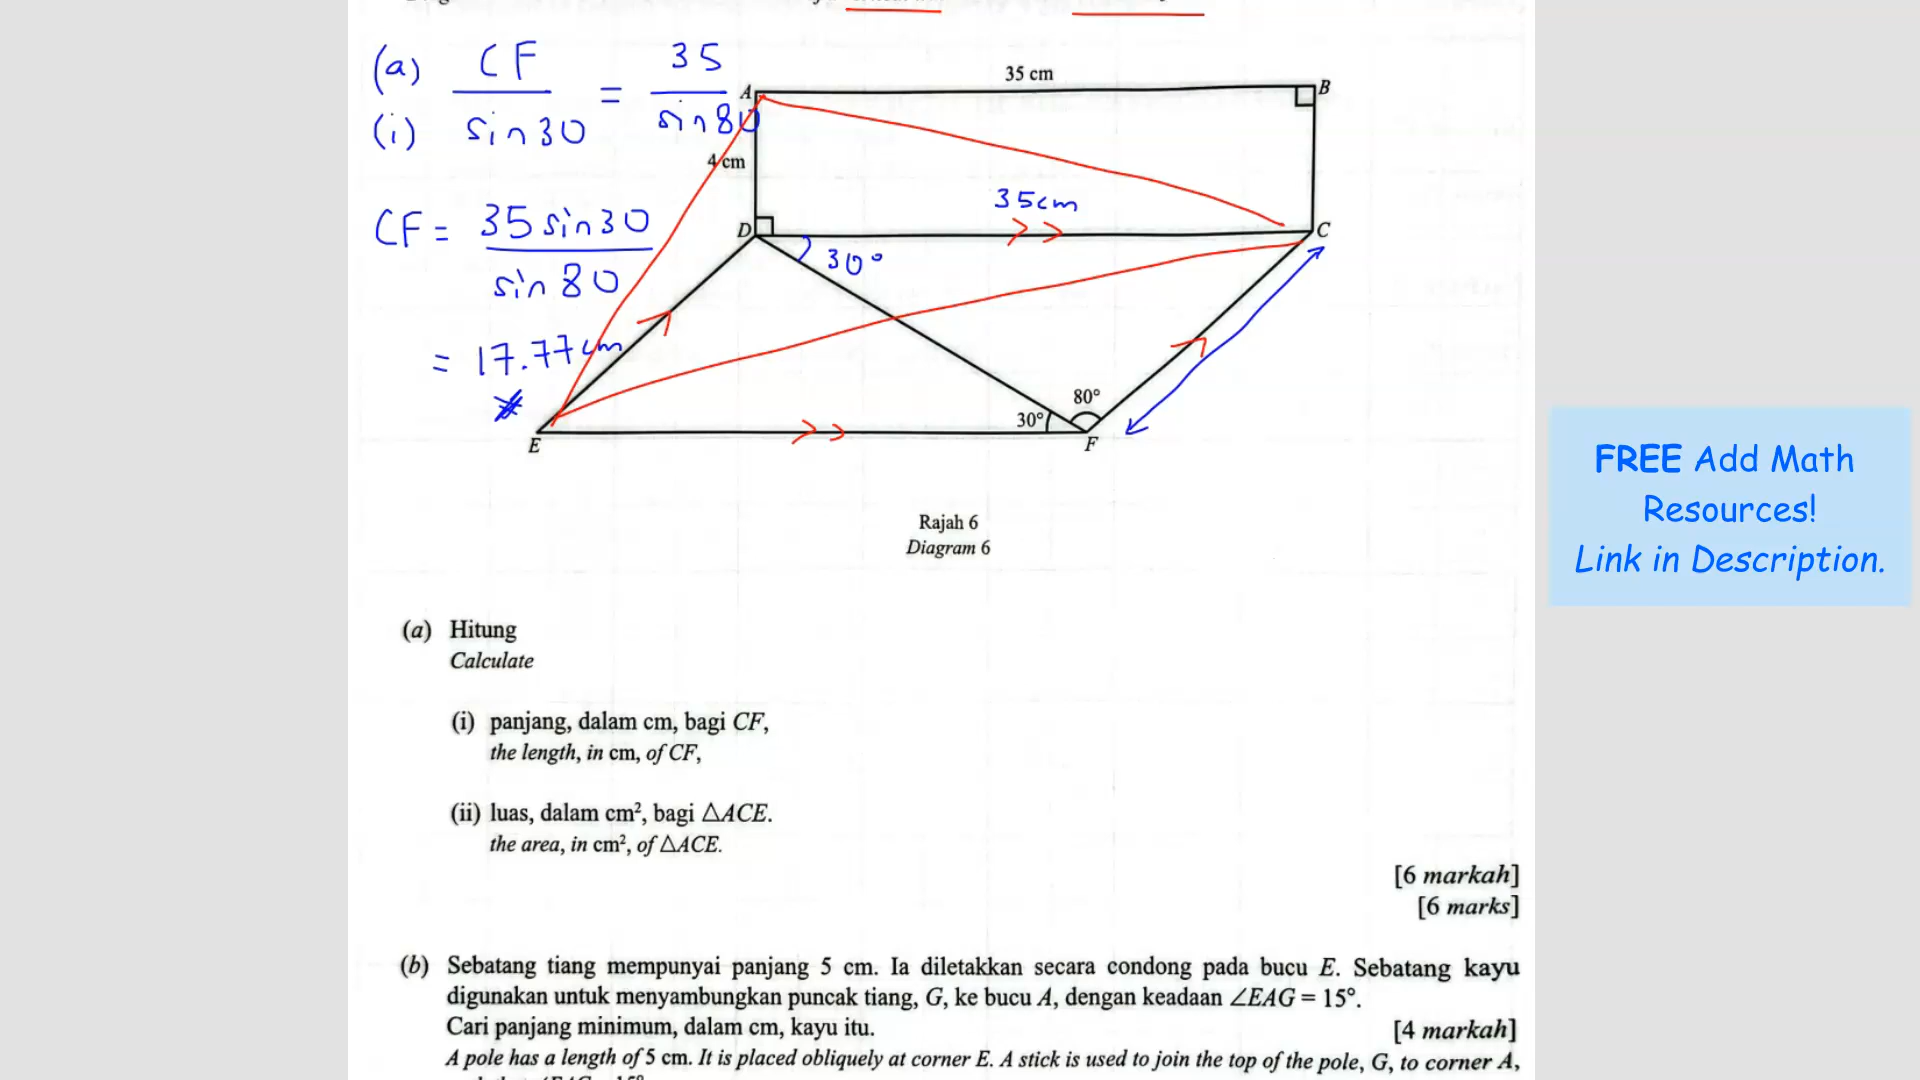 (a) CF = 35
(i) sin30 sin80
CF = 35 sin30
sin 80
= 17.77cm
35 cm
A
B
4 cm
35cm
D
C
30°
80°
30°
E
F
Rajah 6
Diagram 6
(a) Hitung
Calculate
(i) panjang, dalam cm, bagi CF,
the length, in cm, of CF,
(ii) luas, dalam cm², bagi △ACE.
the area, in cm², of △ACE.
[6 markah]
[6 marks]
(b) Sebatang tiang mempunyai panjang 5 cm. Ia diletakkan secara condong pada bucu E. Sebatang kayu
digunakan untuk menyambungkan puncak tiang, G, ke bucu A, dengan keadaan ∠EAG = 15°.
Cari panjang minimum, dalam cm, kayu itu. [4 markah]
A pole has a length of 5 cm. It is placed obliquely at corner E. A stick is used to join the top of the pole, G, to corner A,
FREE Add Math
Resources!
Link in Description.